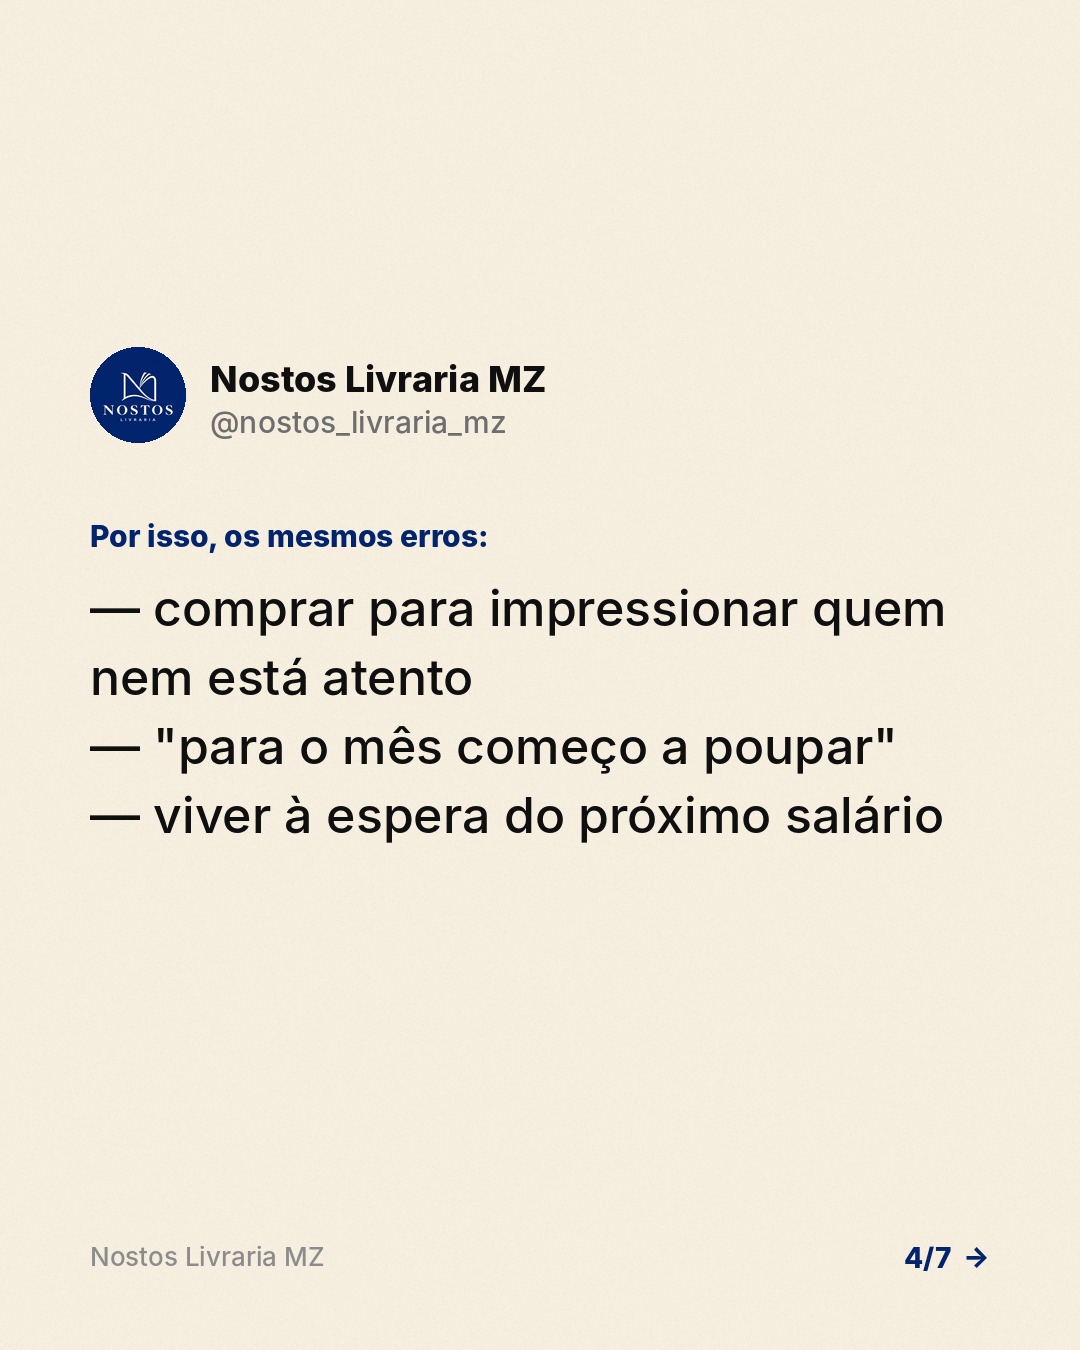 NOSTOS
LIVRARIA
Nostos Livraria MZ
@nostos_livraria_mz
Por isso, os mesmos erros:
— comprar para impressionar quem
nem está atento
— "para o mês começo a poupar"
— viver à espera do próximo salário
Nostos Livraria MZ
4/7 →